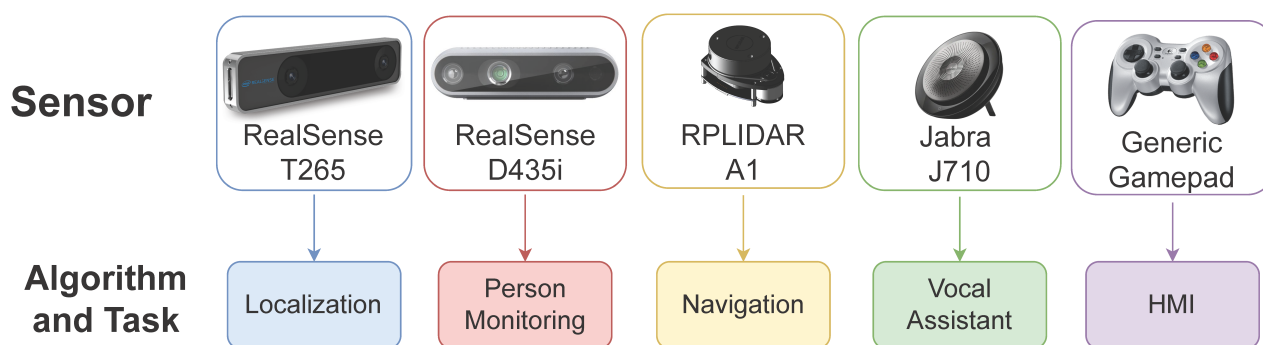 Sensor
RealSense
T265
RealSense
D435i
RPLIDAR
A1
Jabra
J710
Generic
Gamepad
Algorithm
and Task
Localization
Person
Monitoring
Navigation
Vocal
Assistant
HMI